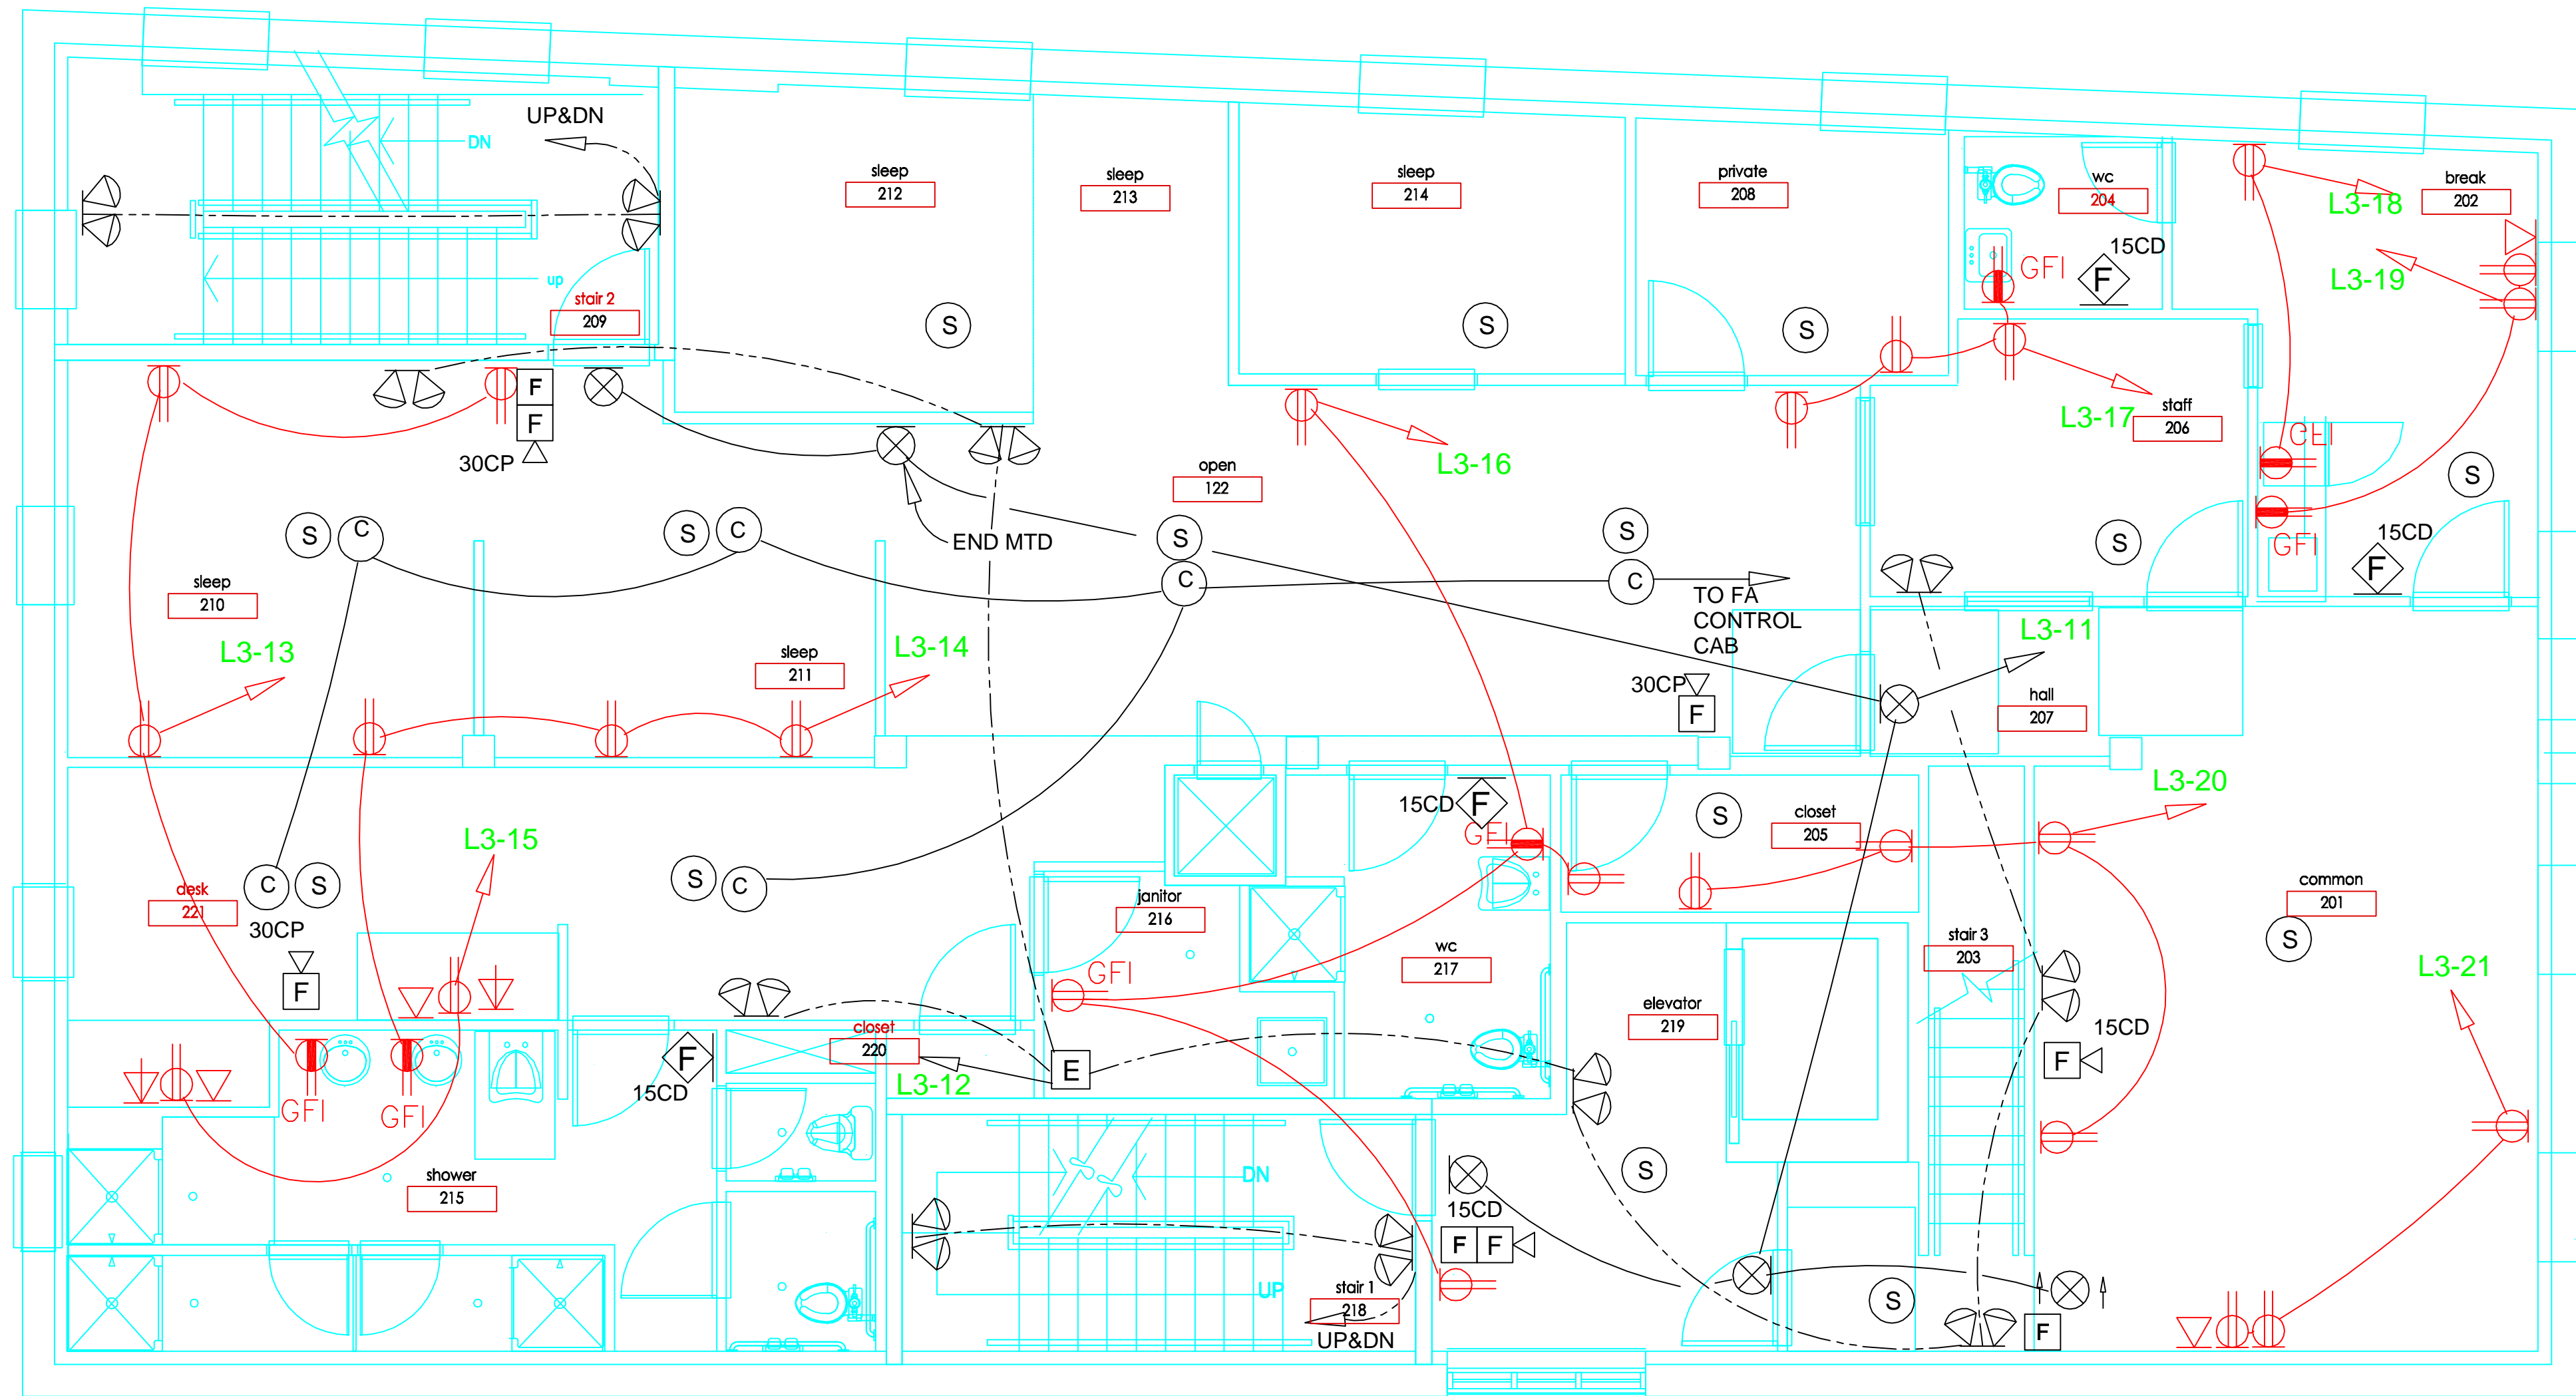 UP&DN
DN
sleep
212
sleep
213
sleep
214
private
208
wc
204
break
202
L3-18
15CD
GFI
F
L3-19
up
stair 2
209
S
S
S
F
F
30CP
L3-17
staff
206
GFI
L3-16
open
122
S
END MTD
S
C
S
C
S
C
S
C
S
GFI
15CD
F
TO FA
CONTROL
CAB
sleep
210
L3-13
sleep
211
L3-14
L3-11
30CP
F
hall
207
L3-20
L3-15
15CD
F
GFI
S
closet
205
desk
221
C
S
30CP
F
S
C
janitor
216
GFI
wc
217
stair 3
203
common
201
S
L3-21
elevator
219
closet
220
F
15CD
L3-12
E
15CD
F
GFI
GFI
shower
215
DN
UP
S
15CD
F
F
stair 1
218
UP&DN
S
F